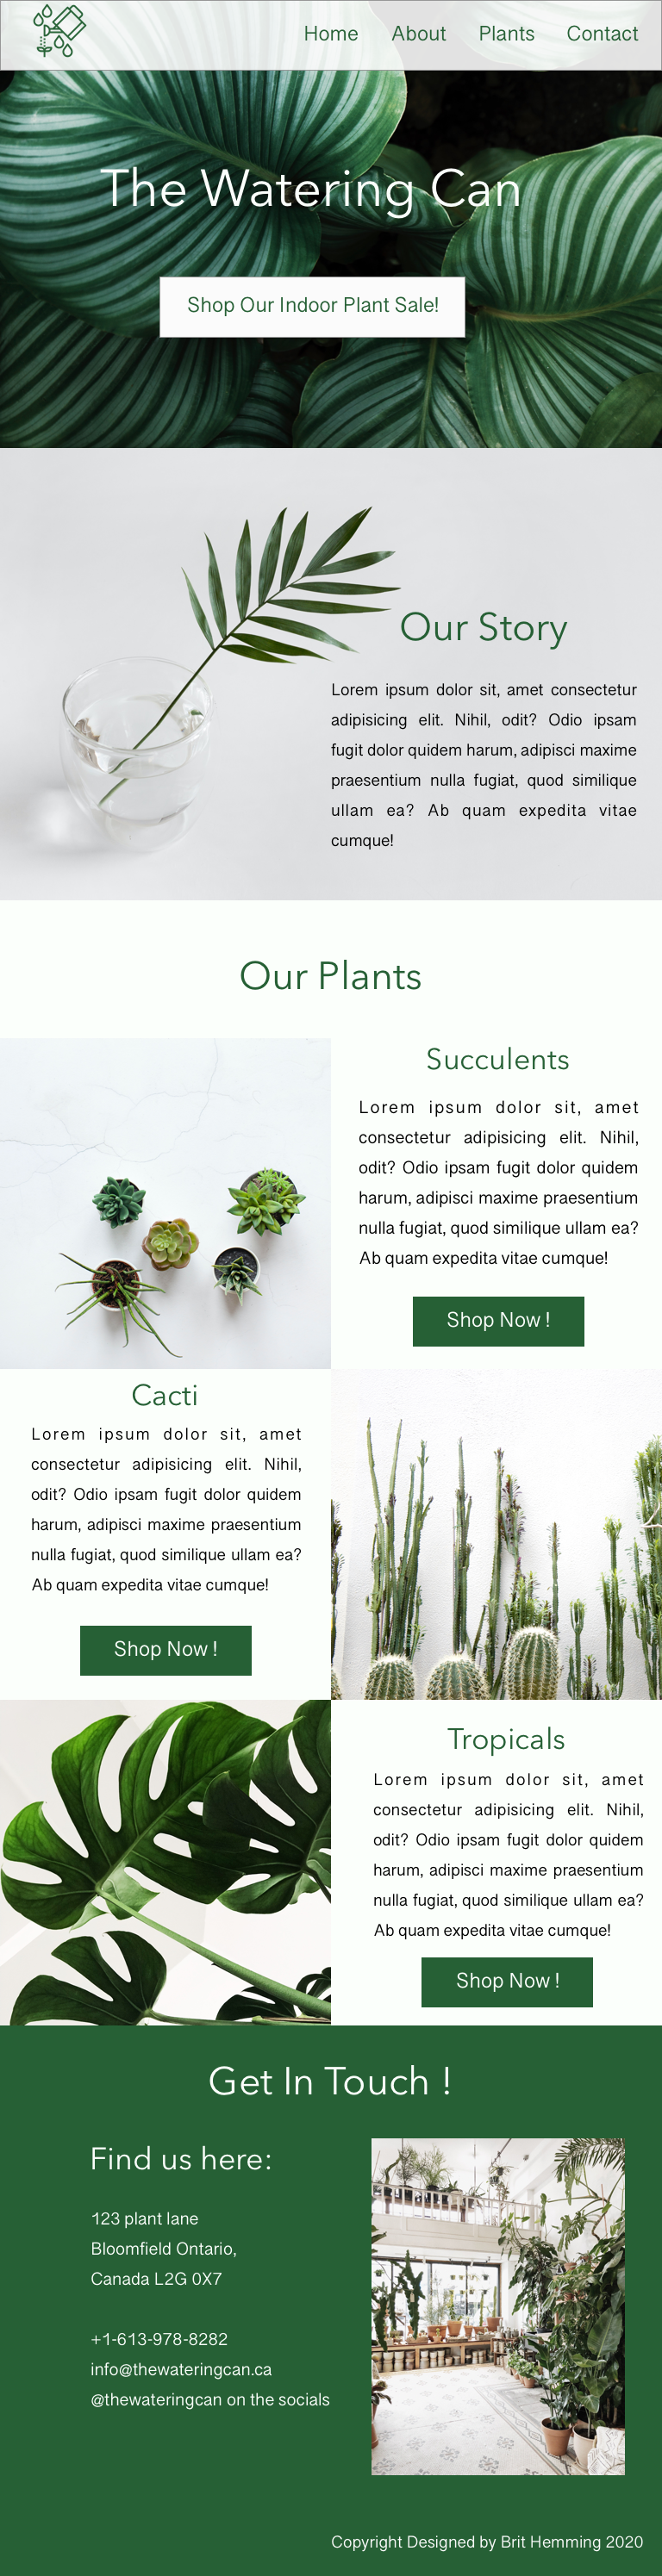 Home About Plants Contact
The Watering Can
Shop Our Indoor Plant Sale!
Our Story
Lorem ipsum dolor sit, amet consectetur
adipisicing elit. Nihil, odit? Odio ipsam
fugit dolor quidem harum, adipisci maxime
praesentium nulla fugiat, quod similique
ullam ea? Ab quam expedita vitae
cumque!
Our Plants
Succulents
Lorem ipsum dolor sit, amet
consectetur adipisicing elit. Nihil,
odit? Odio ipsam fugit dolor quidem
harum, adipisci maxime praesentium
nulla fugiat, quod similique ullam ea?
Ab quam expedita vitae cumque!
Shop Now !
Cacti
Lorem ipsum dolor sit, amet
consectetur adipisicing elit. Nihil,
odit? Odio ipsam fugit dolor quidem
harum, adipisci maxime praesentium
nulla fugiat, quod similique ullam ea?
Ab quam expedita vitae cumque!
Shop Now !
Tropicals
Lorem ipsum dolor sit, amet
consectetur adipisicing elit. Nihil,
odit? Odio ipsam fugit dolor quidem
harum, adipisci maxime praesentium
nulla fugiat, quod similique ullam ea?
Ab quam expedita vitae cumque!
Shop Now !
Get In Touch !
Find us here:
123 plant lane
Bloomfield Ontario,
Canada L2G 0X7
+1-613-978-8282
info@thewateringcan.ca
@thewateringcan on the socials
Copyright Designed by Brit Hemming 2020